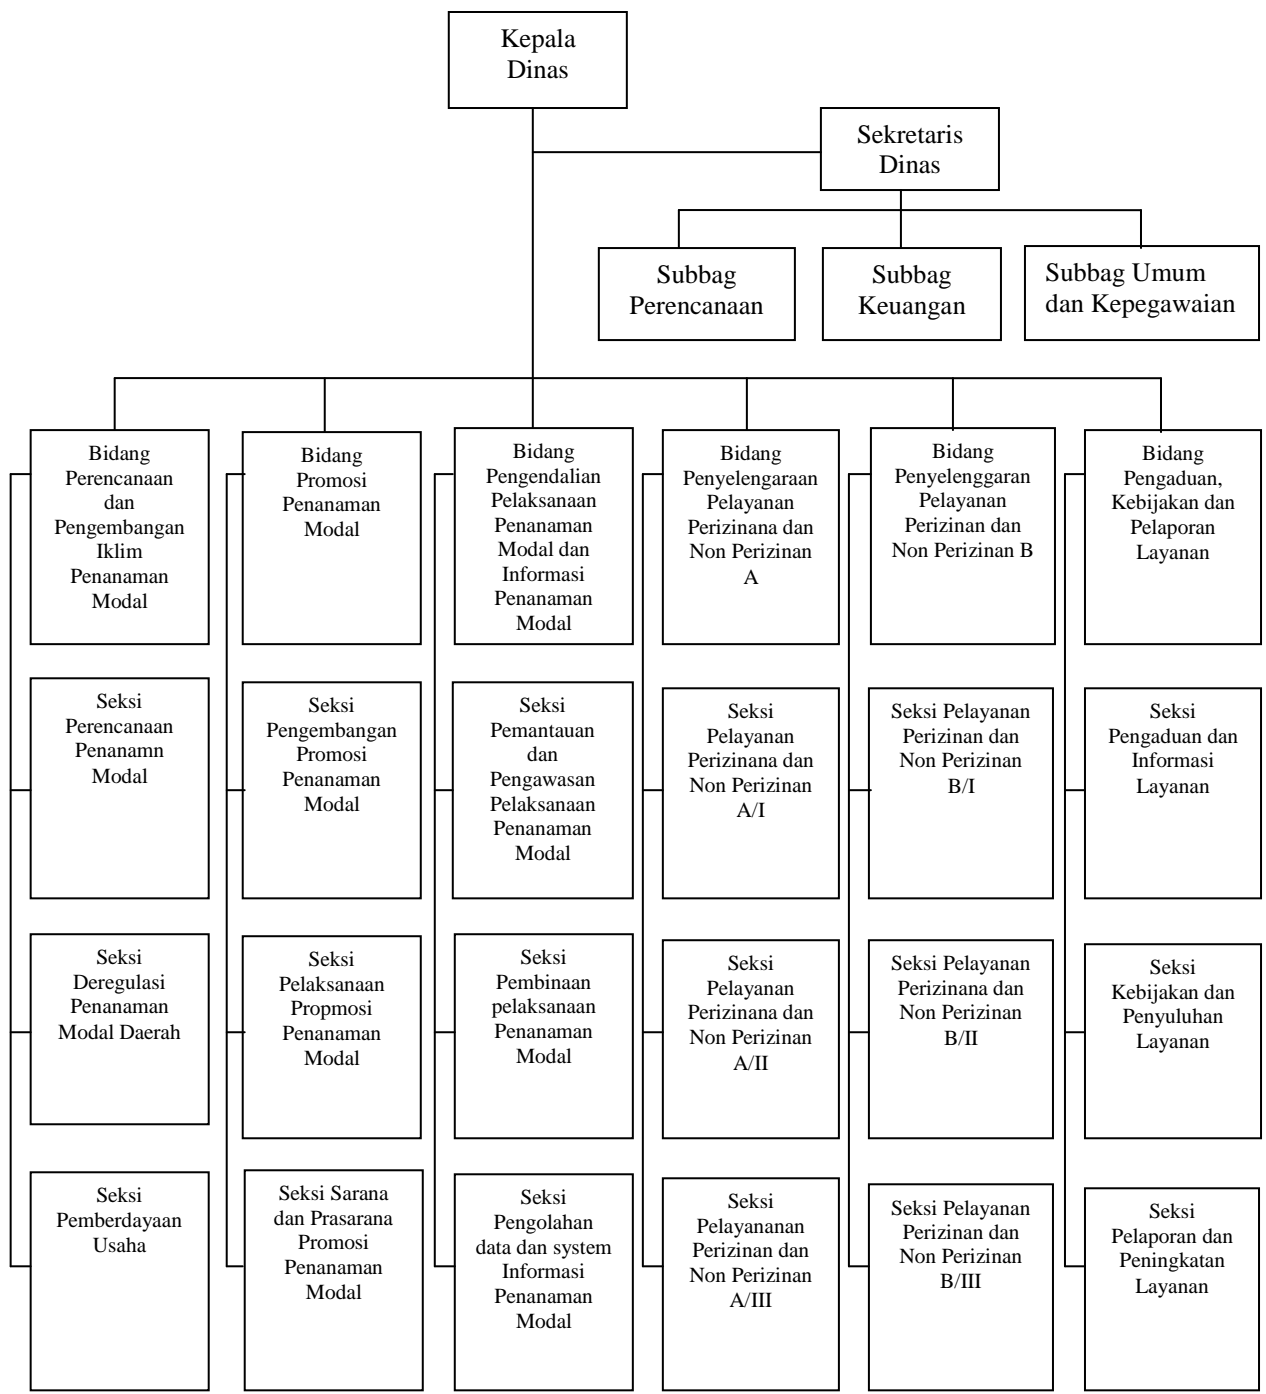 Kepala
Dinas
Sekretaris
Dinas
Subbag
Perencanaan
Subbag
Keuangan
Subbag Umum
dan Kepegawaian
Bidang
Perencanaan
dan
Pengembangan
Iklim
Penanaman
Modal
Bidang
Promosi
Penanaman
Modal
Bidang
Pengendalian
Pelaksanaan
Penanaman
Modal dan
Informasi
Penanaman
Modal
Bidang
Penyelengaraan
Pelayanan
Perizinana dan
Non Perizinan
A
Bidang
Penyelenggaran
Pelayanan
Perizinan dan
Non Perizinan B
Bidang
Pengaduan,
Kebijakan dan
Pelaporan
Layanan
Seksi
Perencanaan
Penanamn
Modal
Seksi
Pengembangan
Promosi
Penanaman
Modal
Seksi
Pemantauan
dan
Pengawasan
Pelaksanaan
Penanaman
Modal
Seksi
Pelayanan
Perizinana dan
Non Perizinan
A/I
Seksi Pelayanan
Perizinan dan
Non Perizinan
B/I
Seksi
Pengaduan dan
Informasi
Layanan
Seksi
Deregulasi
Penanaman
Modal Daerah
Seksi
Pelaksanaan
Propmosi
Penanaman
Modal
Seksi
Pembinaan
pelaksanaan
Penanaman
Modal
Seksi
Pelayanan
Perizinana dan
Non Perizinan
A/II
Seksi Pelayanan
Perizinana dan
Non Perizinan
B/II
Seksi
Kebijakan dan
Penyuluhan
Layanan
Seksi
Pemberdayaan
Usaha
Seksi Sarana
dan Prasarana
Promosi
Penanaman
Modal
Seksi
Pengolahan
data dan system
Informasi
Penanaman
Modal
Seksi
Pelayananan
Perizinan dan
Non Perizinan
A/III
Seksi Pelayanan
Perizinan dan
Non Perizinan
B/III
Seksi
Pelaporan dan
Peningkatan
Layanan